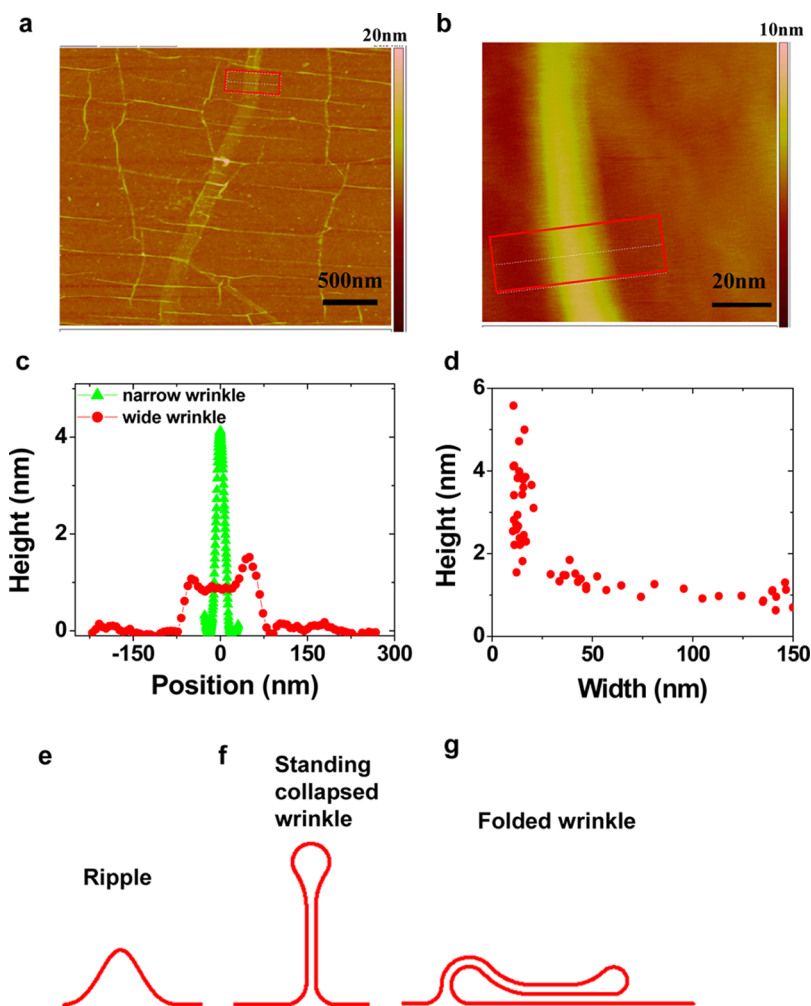 a
20nm
500nm
b
10nm
20nm
c
narrow wrinkle
wide wrinkle
Height (nm)
4
2
0
-150
0
150
300
Position (nm)
d
Height (nm)
6
4
2
0
0
50
100
150
Width (nm)
e
Ripple
f
Standing
collapsed
wrinkle
g
Folded wrinkle